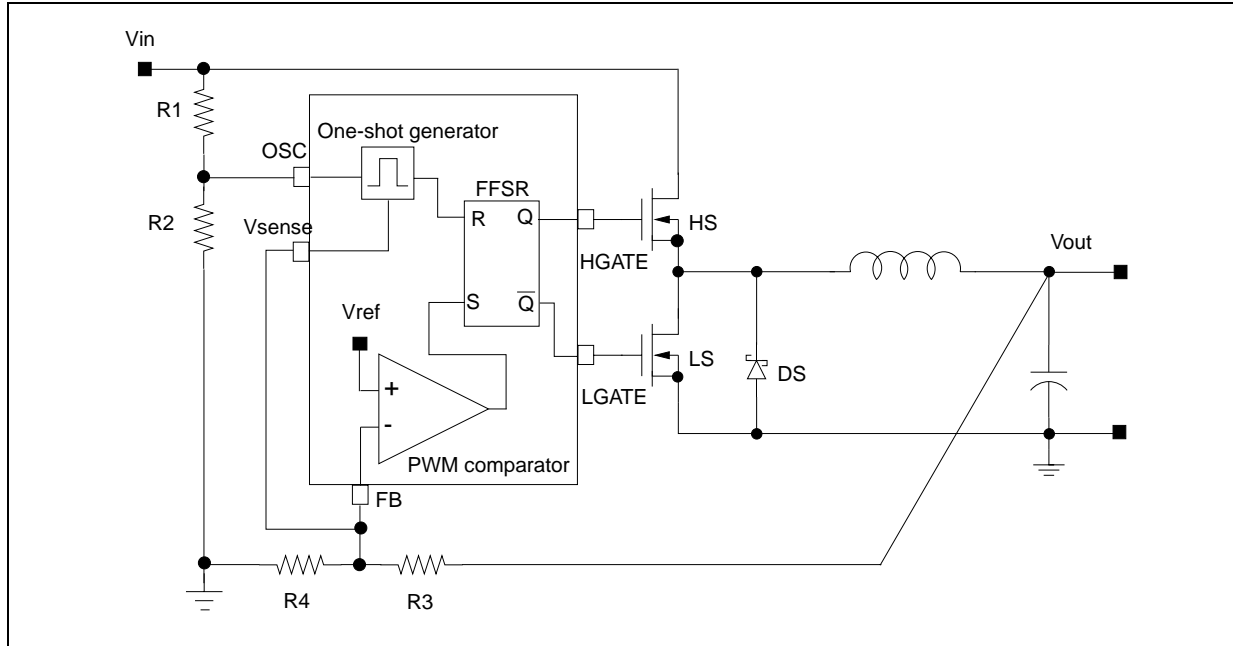 Vin
R1
One-shot generator
OSC
FFSR
R2
R
Q
HS
Vsense
HGATE
Vout
Vref
S
Q
LS
+
DS
LGATE
-
PWM comparator
FB
R4
R3